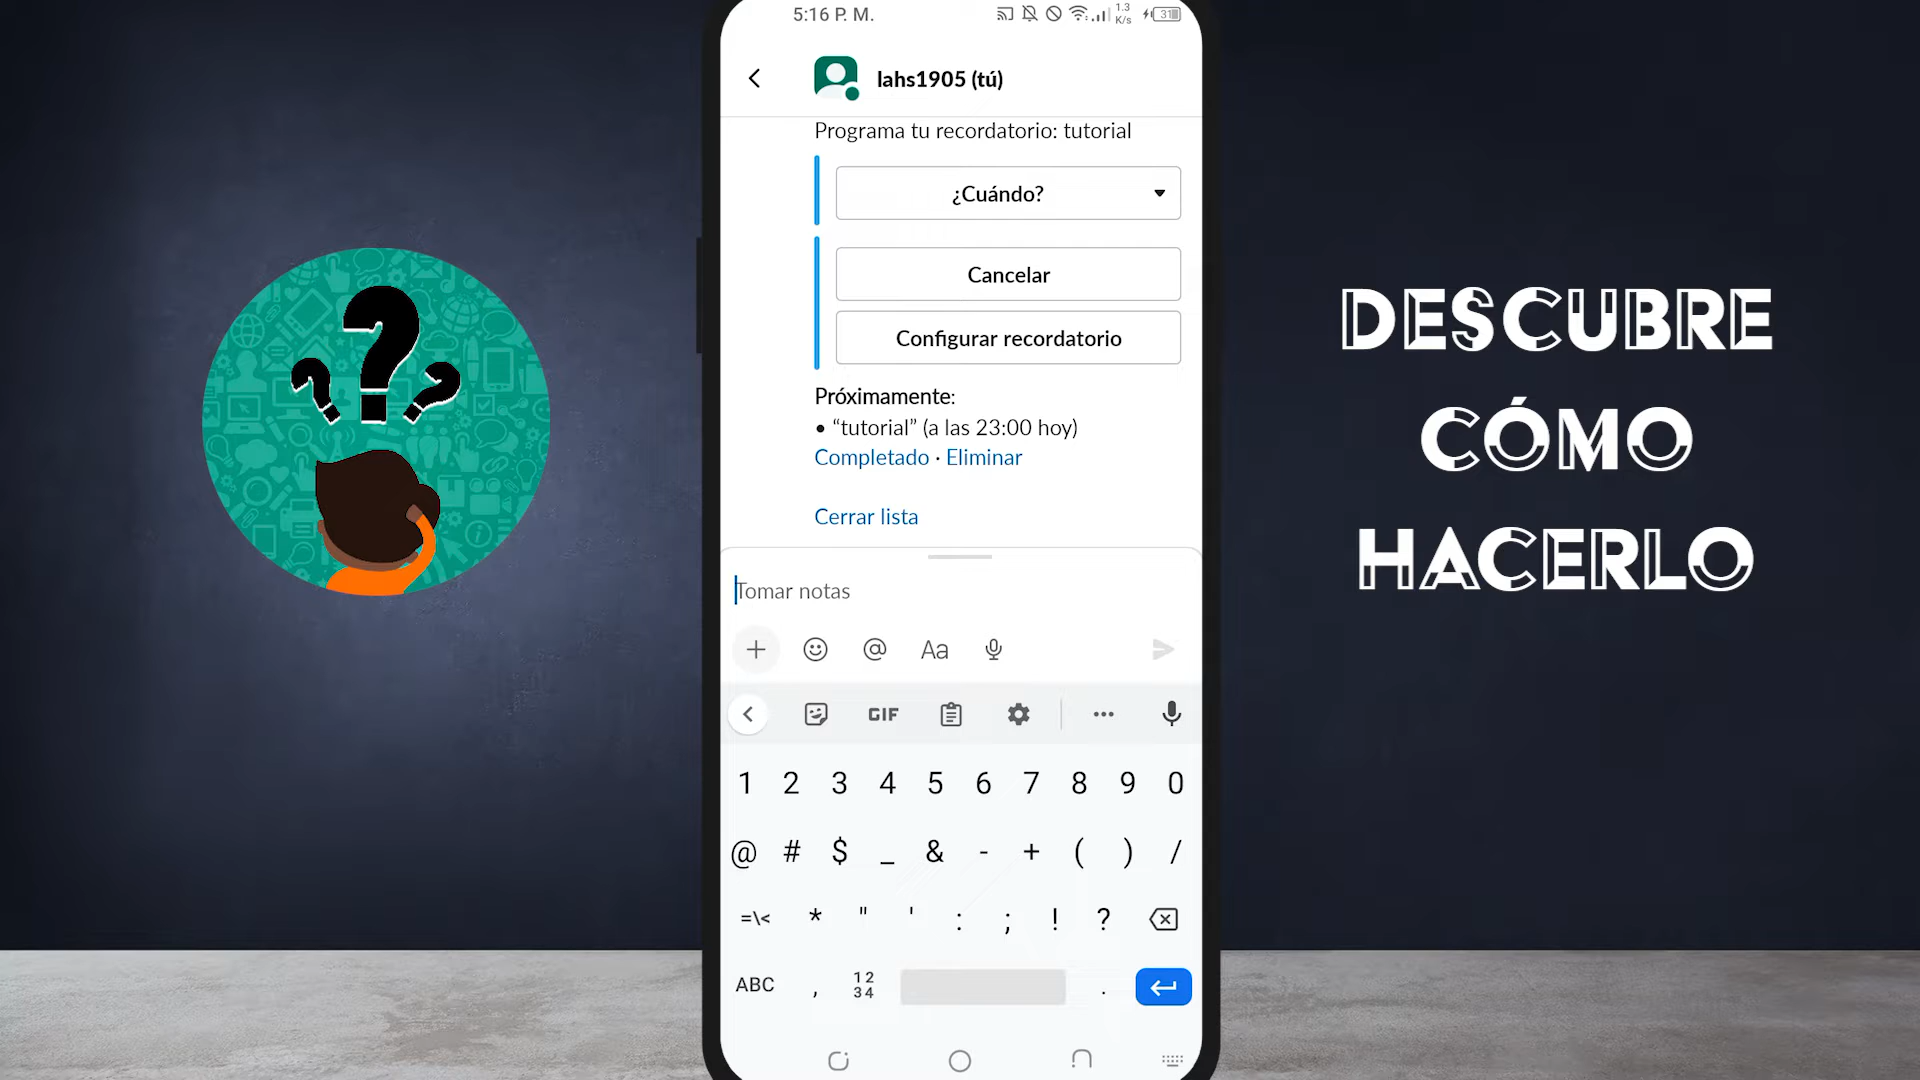 5:16 P. M.
1.3
K/s
31
lahs1905 (tú)
Programa tu recordatorio: tutorial
¿Cuándo?
Cancelar
Configurar recordatorio
Próximamente:
• “tutorial” (a las 23:00 hoy)
Completado · Eliminar
Cerrar lista
Tomar notas
@ Aa
GIF
1 2 3 4 5 6 7 8 9 0
@ # $ _ & - + ( ) /
=\< * " ' : ; ! ?
ABC , 12 34 .
DESCUBRE
CÓMO
HACERLO